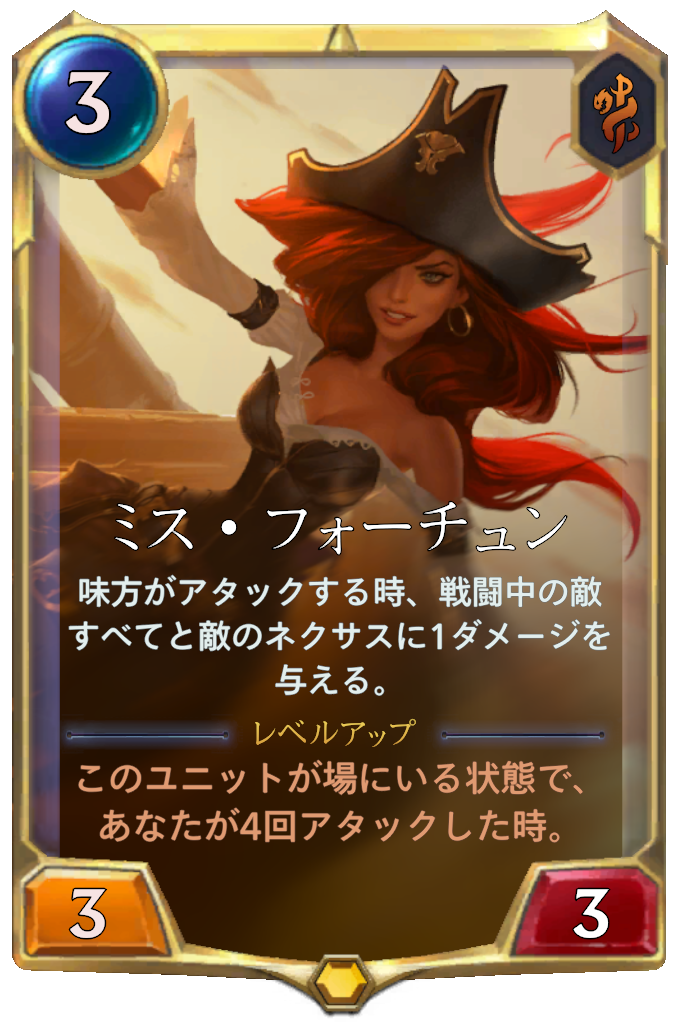 3
ミス・フォーチュン
味方がアタックする時、戦闘中の敵
すべてと敵のネクサスに1ダメージを
与える。
レベルアップ
このユニットが場にいる状態で、
あなたが4回アタックした時。
3
3